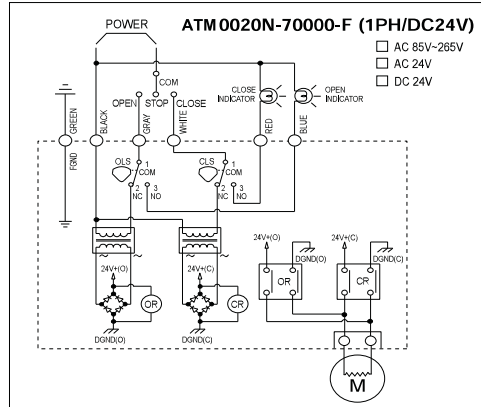 POWER
ATM0020N-70000-F (1PH/DC24V)
AC 85V~265V
AC 24V
DC 24V
COM
OPEN STOP CLOSE
CLOSE INDICATOR
OPEN INDICATOR
GREEN
BLACK
GRAY
WHITE
RED
BLUE
FGND
OLS
1
COM
2
NC
3
NO
CLS
1
COM
2
NC
3
NO
24V+(O)
24V+(C)
24V+(O)
DGND(O)
24V+(C)
DGND(C)
OR
CR
OR
CR
DGND(O)
DGND(C)
M